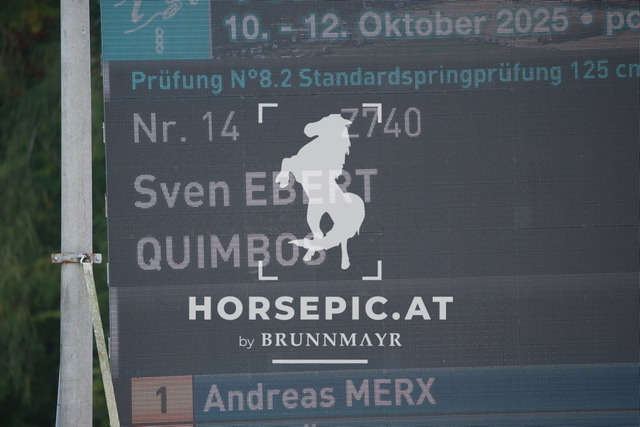 10. - 12. Oktober 2025 • po
Prüfung N°8.2 Standardspringprüfung 125 cm
Nr. 14 Z740
Sven EBERT
QUIMBOS
HORSEPIC.AT
by BRUNNMAYR
1 Andreas MERX